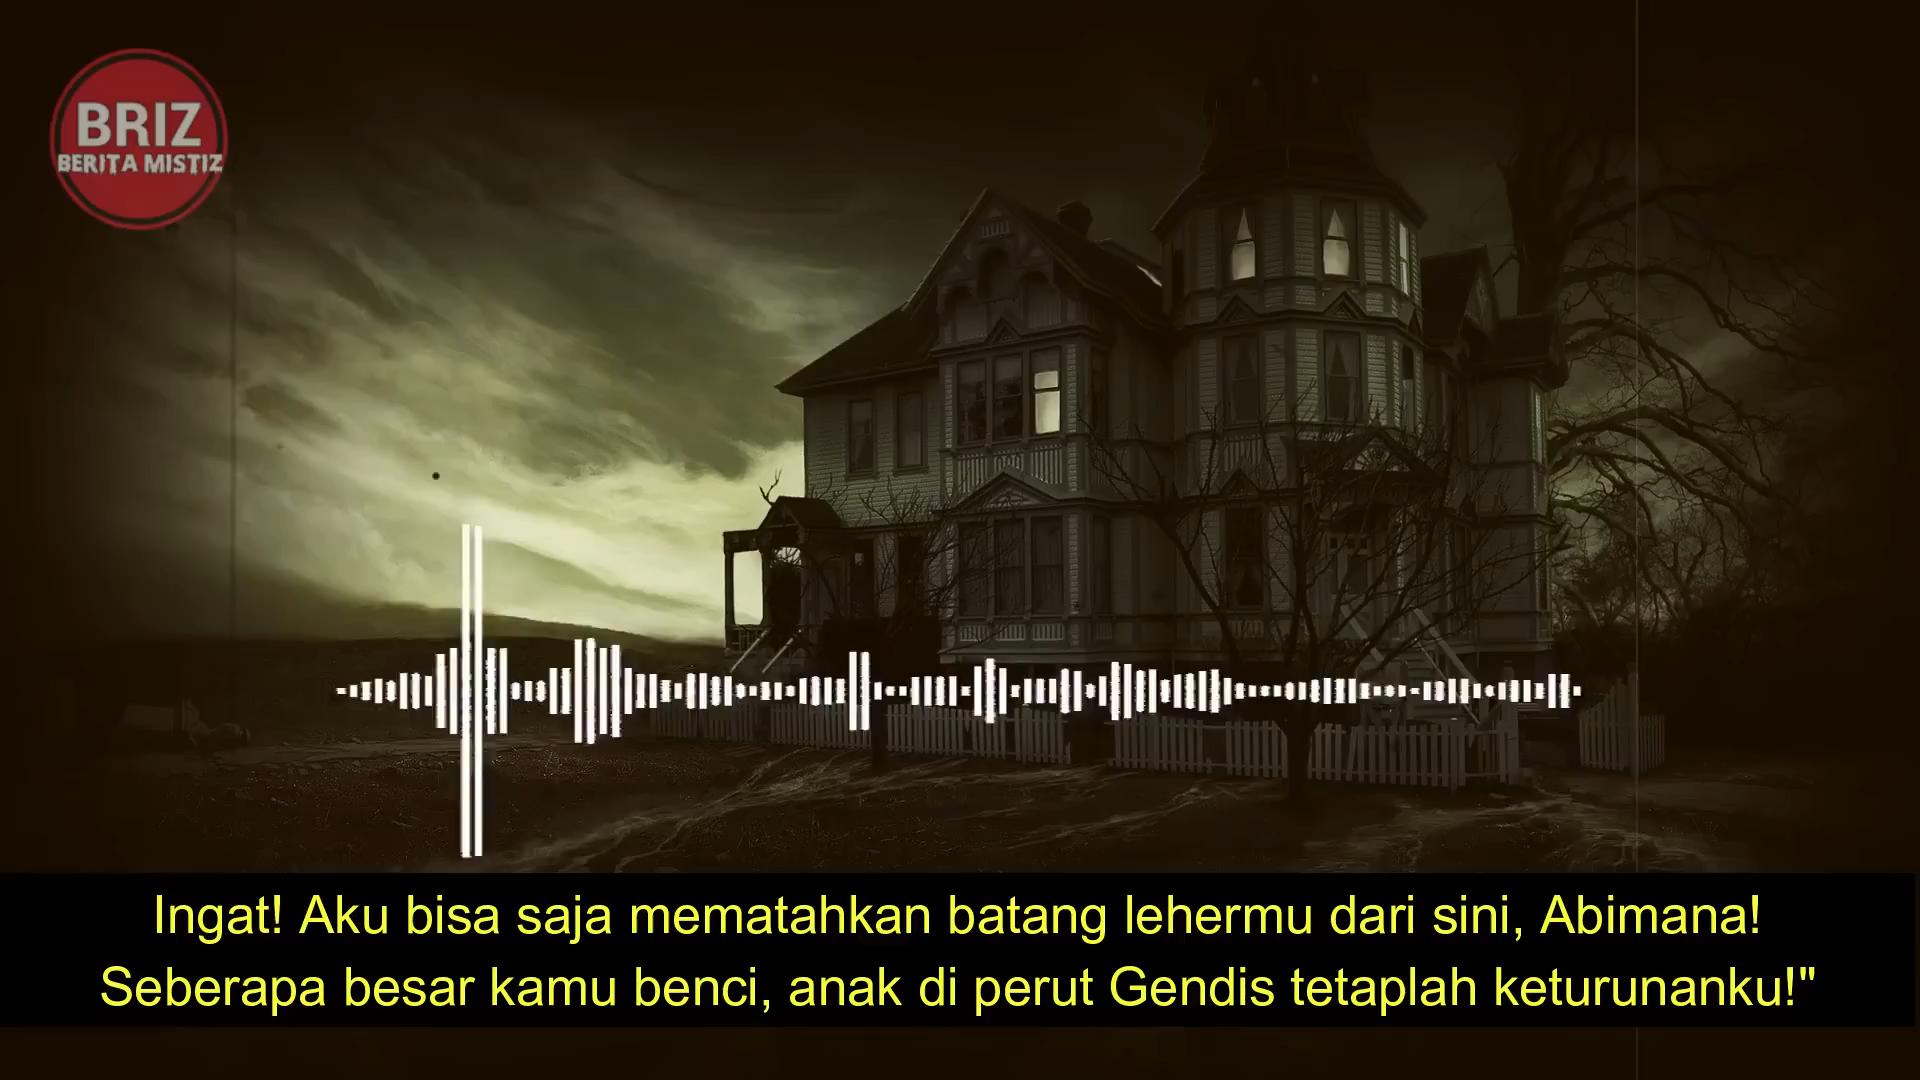 BRIZ
BERITA MISTIZ
Ingat! Aku bisa saja mematahkan batang lehermu dari sini, Abimana!
Seberapa besar kamu benci, anak di perut Gendis tetaplah keturunanku!"